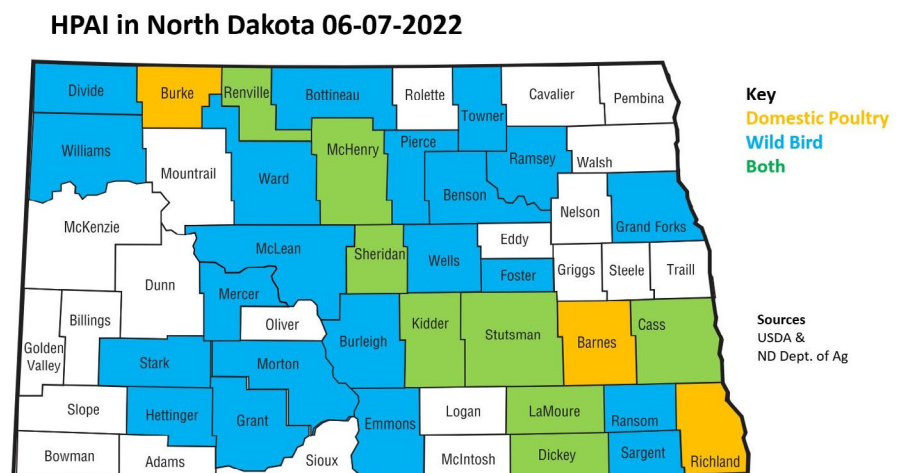 HPAI in North Dakota 06-07-2022
Divide
Burke
Renville
Bottineau
Rolette
Towner
Cavalier
Pembina
Key
Domestic Poultry
Wild Bird
Both
Williams
Mountrail
Ward
McHenry
Pierce
Benson
Ramsey
Walsh
McKenzie
Nelson
Grand Forks
McLean
Sheridan
Wells
Eddy
Foster
Griggs
Steele
Traill
Dunn
Mercer
Oliver
Billings
Golden
Valley
Stark
Morton
Burleigh
Kidder
Stutsman
Barnes
Cass
Sources
USDA &
ND Dept. of Ag
Slope
Hettinger
Grant
Emmons
Logan
LaMoure
Ransom
Bowman
Adams
Sioux
McIntosh
Dickey
Sargent
Richland